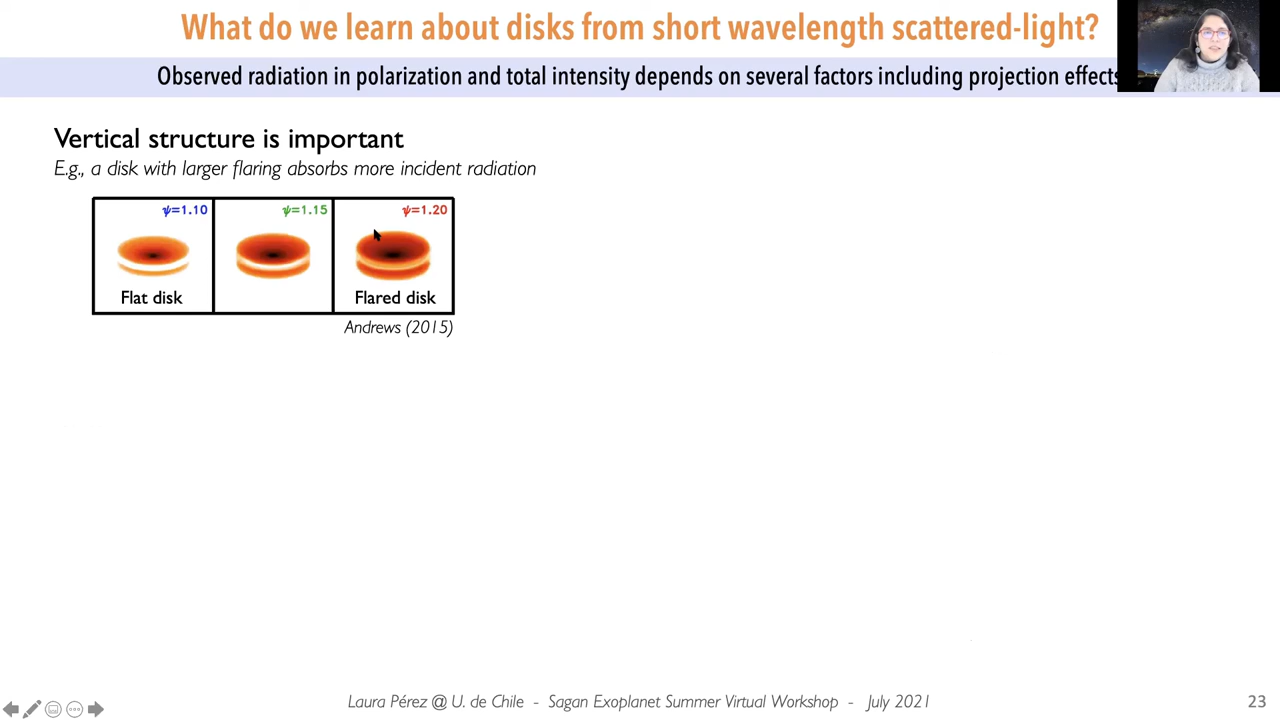 What do we learn about disks from short wavelength scattered-light?
Observed radiation in polarization and total intensity depends on several factors including projection effects
Vertical structure is important
E.g., a disk with larger flaring absorbs more incident radiation
ψ=1.10
ψ=1.15
ψ=1.20
Flat disk
Flared disk
Andrews (2015)
Laura Pérez @ U. de Chile - Sagan Exoplanet Summer Virtual Workshop - July 2021
23